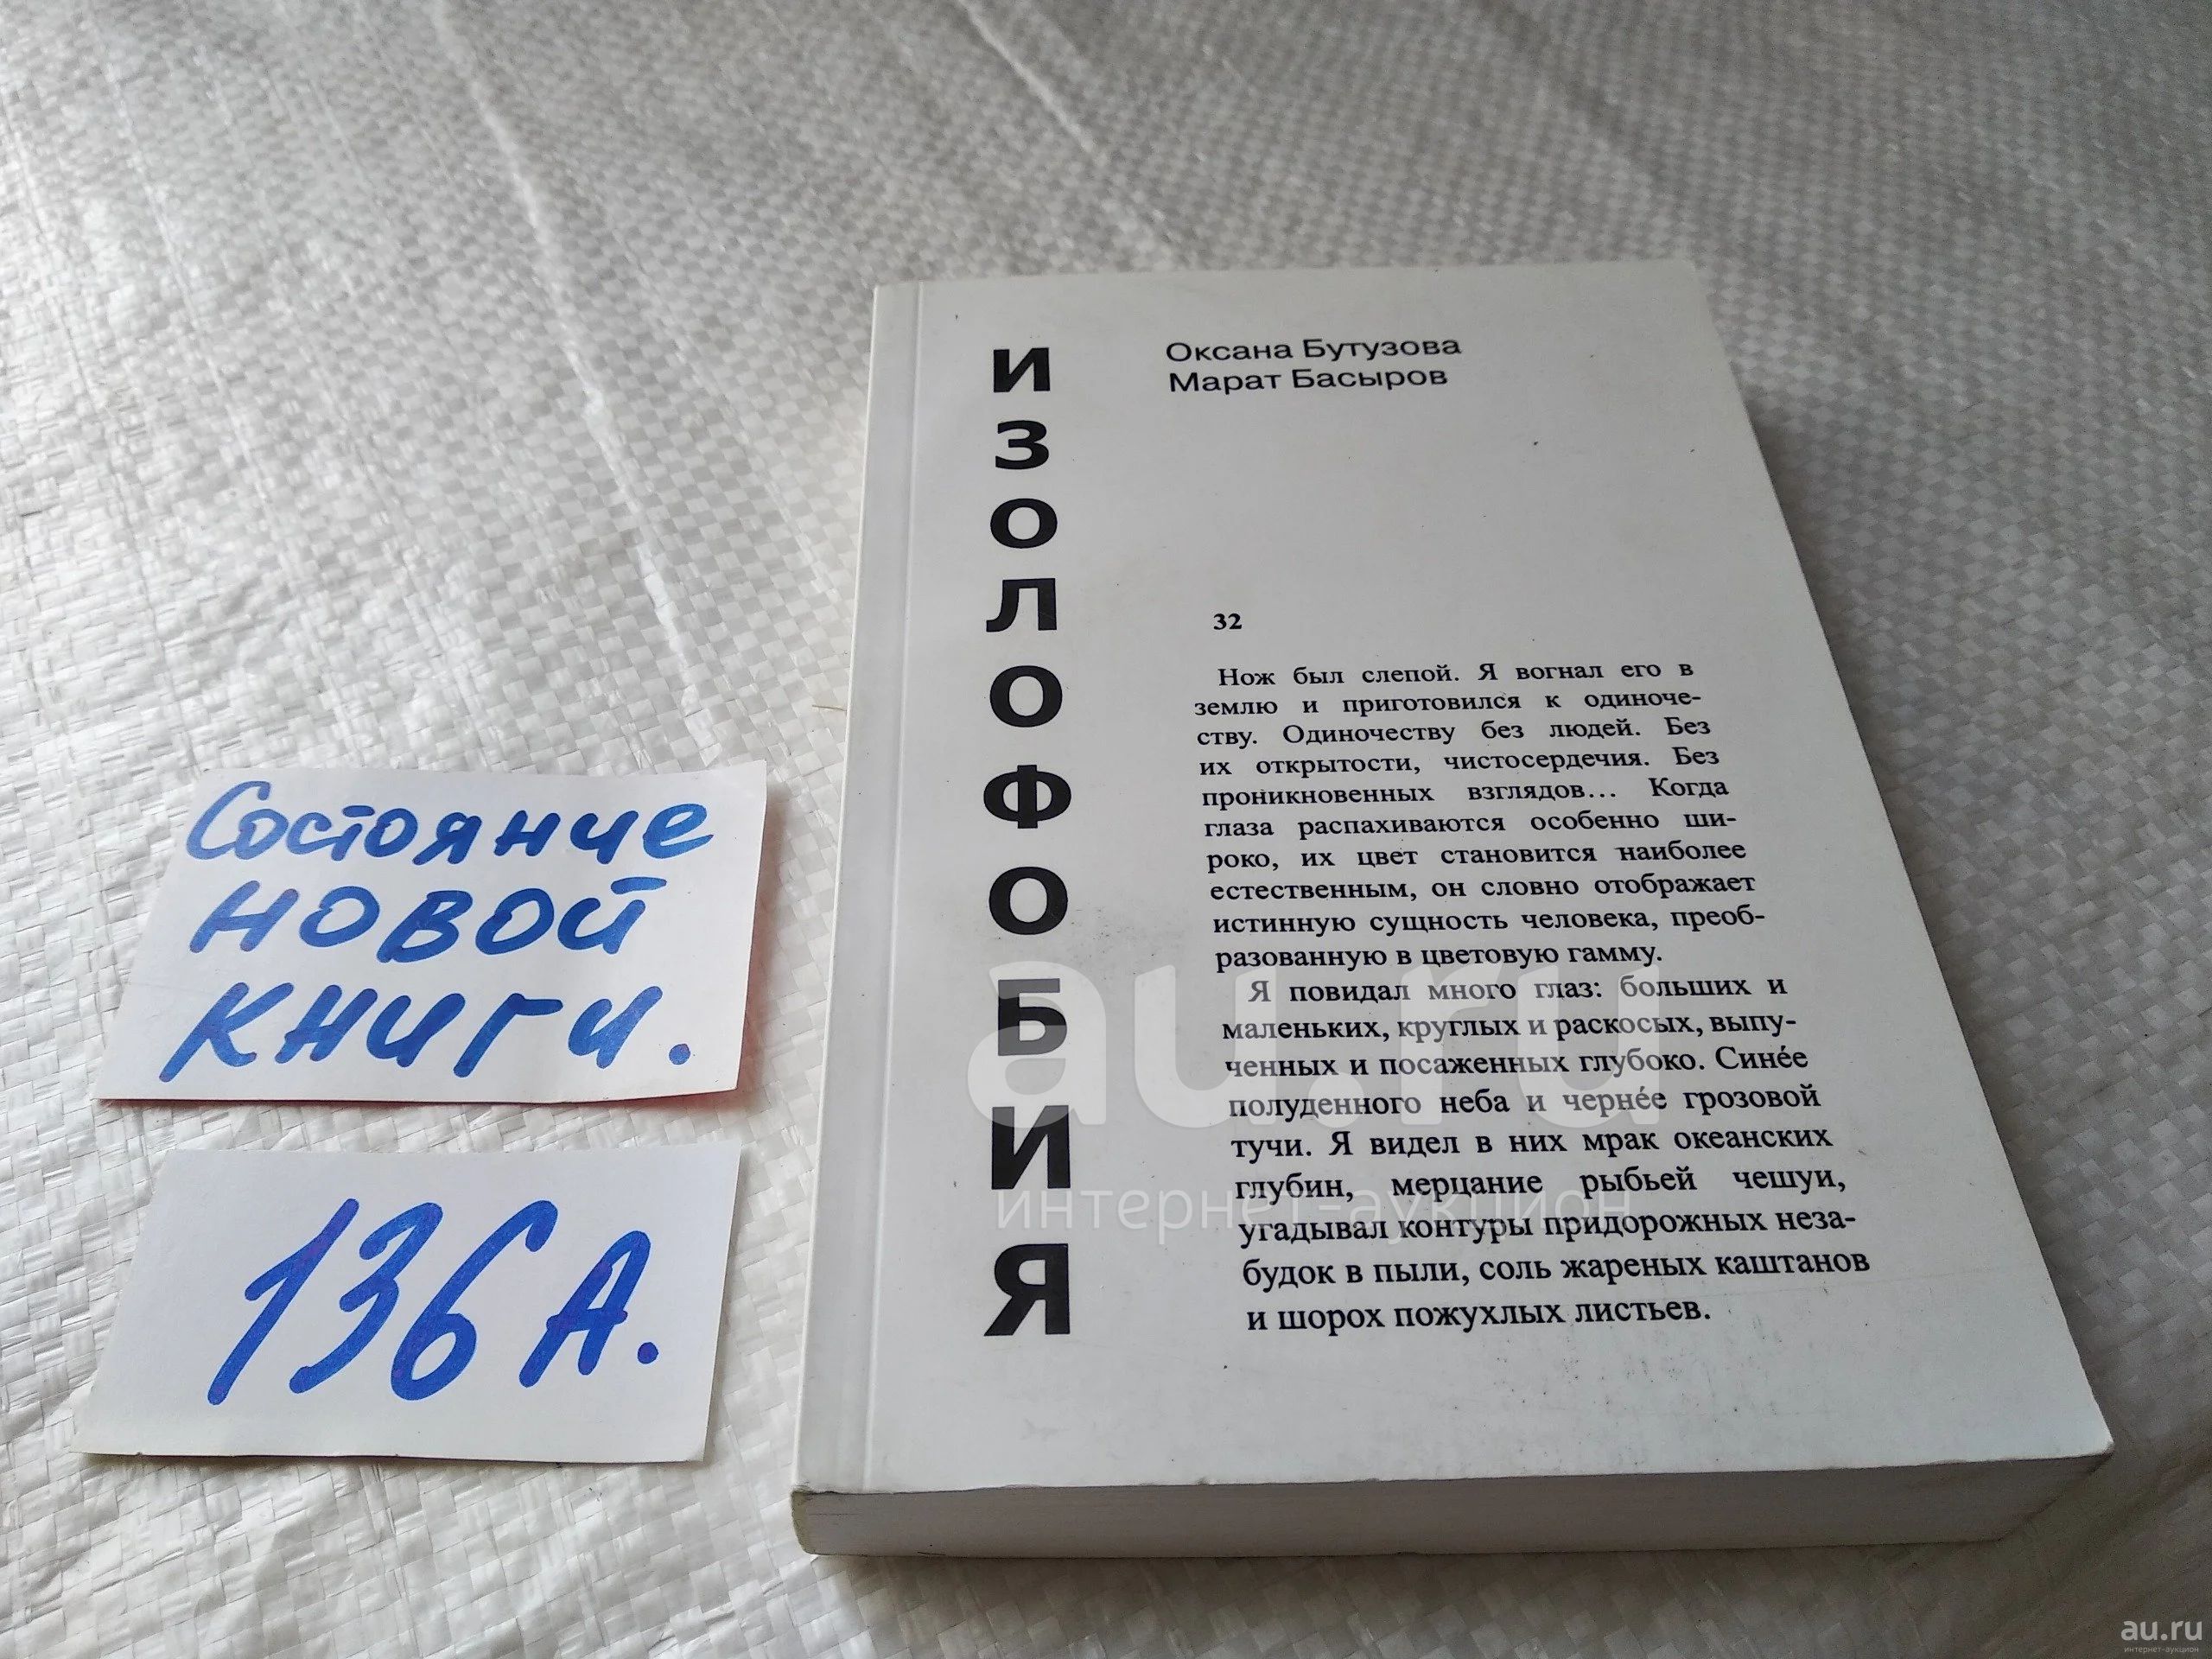 ИЗОЛОФОБИЯ
Оксана Бутузова
Марат Басыров
32
Нож был слепой. Я вогнал его в
землю и приготовился к одиноче-
ству. Одиночеству без людей. Без
их открытости, чистосердечия. Без
проникновенных взглядов... Когда
глаза распахиваются особенно ши-
роко, их цвет становится наиболее
естественным, он словно отображает
истинную сущность человека, преоб-
разованную в цветовую гамму.
Я повидал много глаз: больших и
маленьких, круглых и раскосых, выпу-
ченных и посаженных глубоко. Сине́е
полуденного неба и черне́е грозовой
тучи. Я видел в них мрак океанских
глубин, мерцание рыбьей чешуи,
угадывал контуры придорожных неза-
будок в пыли, соль жареных каштанов
и шорох пожухлых листьев.
Состояние
новой
книги.
136А.
au.ru
интернет-аукцион
au.ru
интернет-аукцион